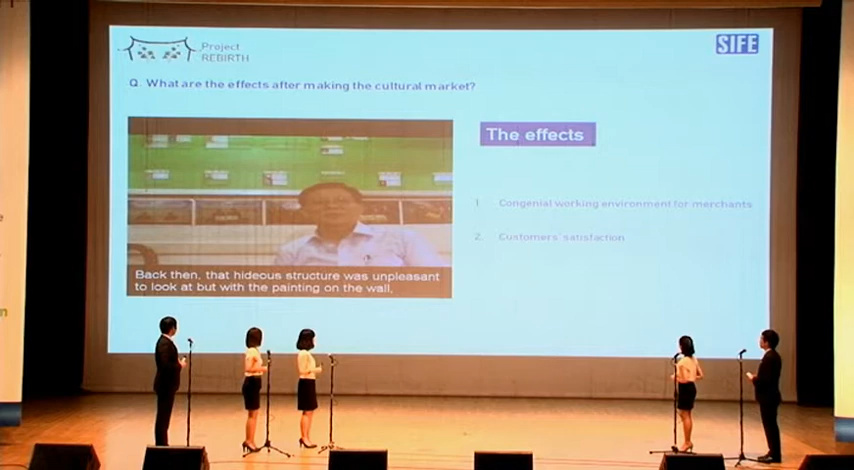 Project
REBIRTH
SIFE
Q. What are the effects after making the cultural market?
The effects
1. Congenial working environment for merchants
2. Customers' satisfaction
Back then, that hideous structure was unpleasant
to look at but with the painting on the wall,